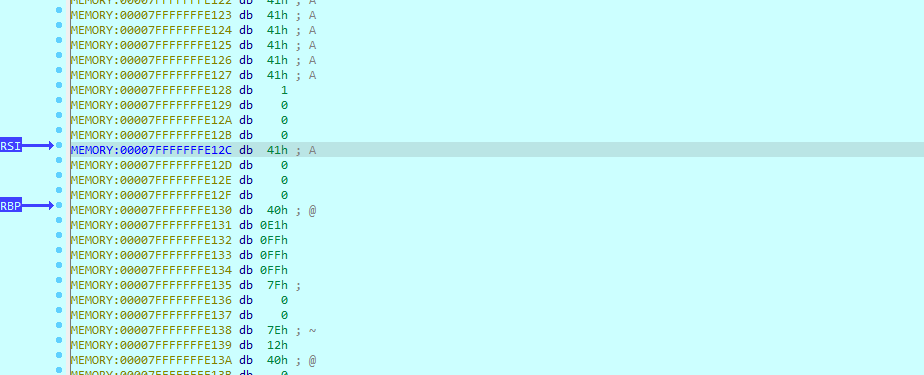 MEMORY:00007FFFFFFFE122 db 41h ; A
MEMORY:00007FFFFFFFE123 db 41h ; A
MEMORY:00007FFFFFFFE124 db 41h ; A
MEMORY:00007FFFFFFFE125 db 41h ; A
MEMORY:00007FFFFFFFE126 db 41h ; A
MEMORY:00007FFFFFFFE127 db 41h ; A
MEMORY:00007FFFFFFFE128 db 1
MEMORY:00007FFFFFFFE129 db 0
MEMORY:00007FFFFFFFE12A db 0
MEMORY:00007FFFFFFFE12B db 0
RSI MEMORY:00007FFFFFFFE12C db 41h ; A
MEMORY:00007FFFFFFFE12D db 0
MEMORY:00007FFFFFFFE12E db 0
MEMORY:00007FFFFFFFE12F db 0
RBP MEMORY:00007FFFFFFFE130 db 40h ; @
MEMORY:00007FFFFFFFE131 db 0E1h
MEMORY:00007FFFFFFFE132 db 0FFh
MEMORY:00007FFFFFFFE133 db 0FFh
MEMORY:00007FFFFFFFE134 db 0FFh
MEMORY:00007FFFFFFFE135 db 7Fh ;
MEMORY:00007FFFFFFFE136 db 0
MEMORY:00007FFFFFFFE137 db 0
MEMORY:00007FFFFFFFE138 db 7Eh ; ~
MEMORY:00007FFFFFFFE139 db 12h
MEMORY:00007FFFFFFFE13A db 40h ; @
MEMORY:00007FFFFFFFE13B db 0